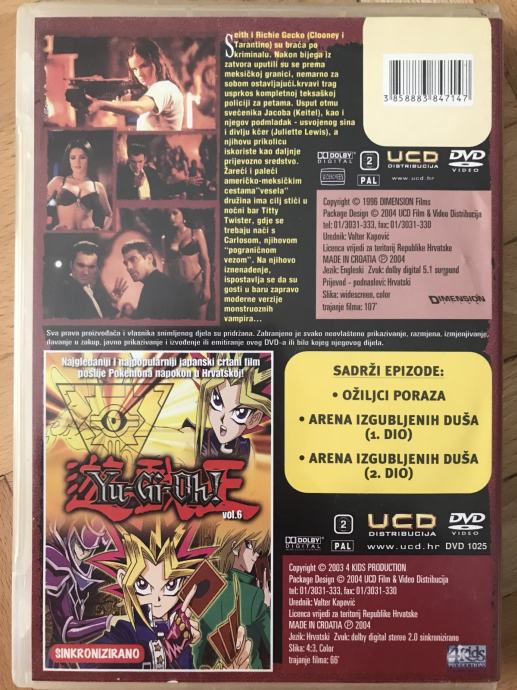 Seith i Richie Gecko (Clooney i
Tarantino) su braća po
kriminalu. Nakon bijega iz
zatvora uputili su se prema
meksičkoj granici, nemarno za
sobom ostavljajući.krvavi trag
usprkos kompletnoj teksaškoj
policiji za petama. Usput otmu
svećenika Jacoba (Keitel), kao i
njegov podmladak - usvojenog sina
i divlju kćer (Juliette Lewis), a
njihovu prikolicu
iskoriste kao daljnje
prijevozno sredstvo.
Žareći i paleći
američko-meksičkim
cestama"vesela"
družina ima cilj stići u
noćni bar Titty
Twister, gdje se
trebaju naći s
Carlosom, njihovom
"pograničnom
vezom". Na njihovo
iznenađenje,
ispostavlja se da su
gosti u baru zapravo
moderne verzije
monstruoznih
vampira...
3 858883 847147
DOLBY
DIGITAL
2
PAL
UCD
DISTRIBUCIJA
DVD
VIDEO
WIDESCREEN
www.ucd.hr
Copyright © 1996 DIMENSION Films
Package Design © 2004 UCD Film & Video Distribucija
tel: 01/3031-333, fax: 01/3031-330
Urednik: Valter Kapović
Licenca vrijedi za teritorij Republike Hrvatske
MADE IN CROATIA ℗ 2004
Jezik: Engleski Zvuk: dolby digital 5.1 surround
Prijevod - podnaslovi: Hrvatski
Slika: widescreen, color
trajanje filma: 107'
DIMENSION
Sva prava proizvođača i vlasnika snimljenog djela su pridržana. Zabranjeno je svako neovlašteno prikazivanje, razmjena, izmjenjivanje,
davanje u zakup, javno prikazivanje i izvođenje ili emitiranje ovog DVD-a ili bilo kojeg njegovog dijela.
Najgledaniji i najpopularniji japanski crtani film
poslije Pokemona napokon u Hrvatskoj!
Yu-Gi-Oh!
vol.6
SINKRONIZIRANO
SADRŽI EPIZODE:
• OŽILJCI PORAZA
• ARENA IZGUBLJENIH DUŠA
(1. DIO)
• ARENA IZGUBLJENIH DUŠA
(2. DIO)
DOLBY
DIGITAL
2
PAL
UCD
DISTRIBUCIJA
DVD
VIDEO
www.ucd.hr DVD 1025
Copyright © 2003 4 KIDS PRODUCTION
Package Design © 2004 UCD Film & Video Distribucija
tel: 01/3031-333, fax: 01/3031-330
Urednik: Valter Kapović
Licenca vrijedi za teritorij Republike Hrvatske
MADE IN CROATIA ℗ 2004
Jezik: Hrvatski Zvuk: dolby digital stereo 2.0 sinkronizirano
Slika: 4:3. Color
trajanje filma: 66'
4Kids
PRODUCTIONS